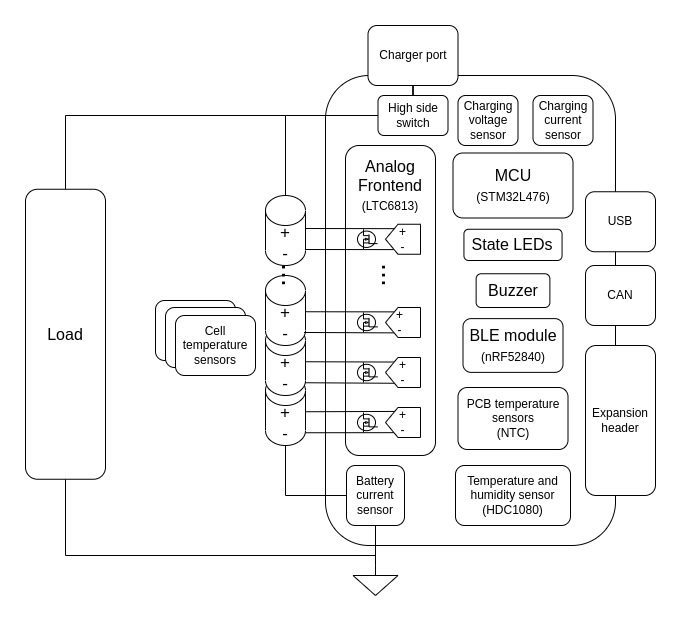 Charger port
High side
switch
Charging
voltage
sensor
Charging
current
sensor
Analog
Frontend
(LTC6813)
MCU
(STM32L476)
USB
State LEDs
+
-
+
-
CAN
Buzzer
Load
Cell
temperature
sensors
+
-
+
-
BLE module
(nRF52840)
+
-
+
-
PCB temperature
sensors
(NTC)
Expansion
header
+
-
+
-
Battery
current
sensor
Temperature and
humidity sensor
(HDC1080)